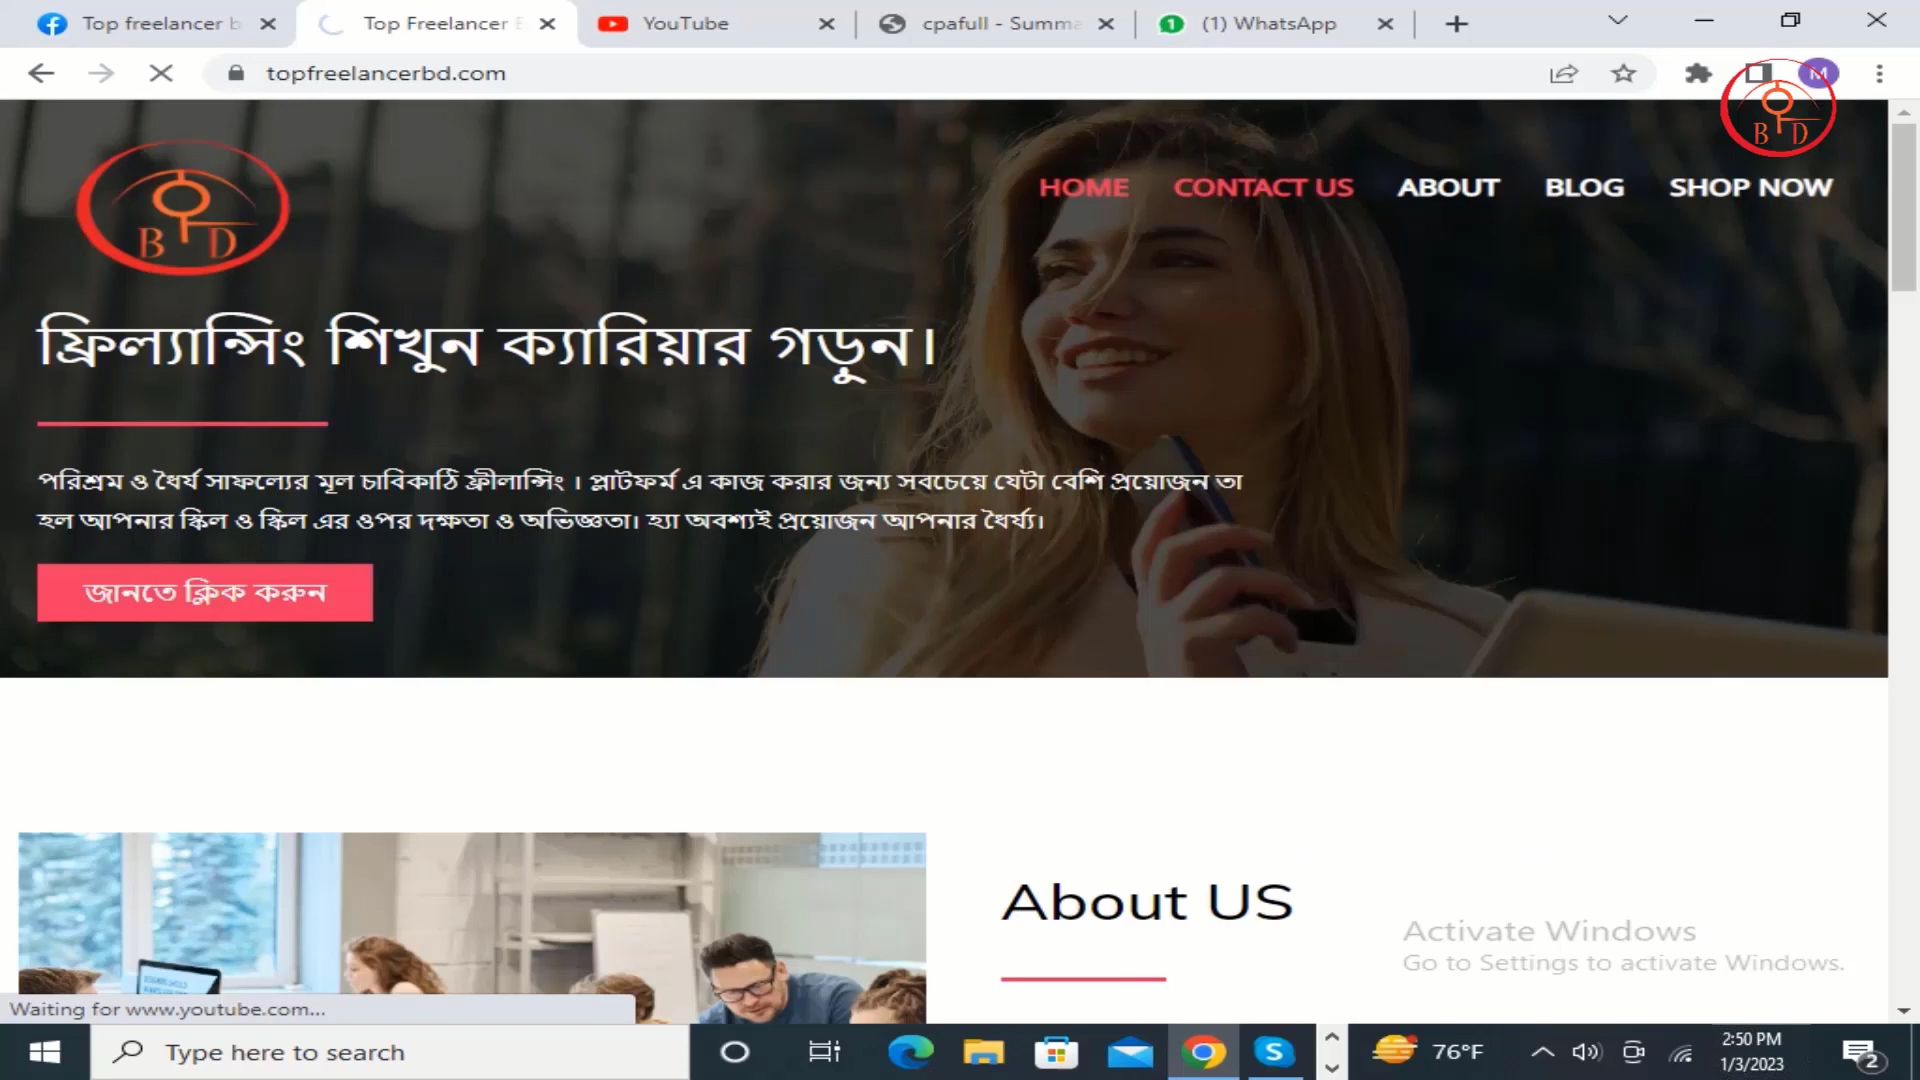 Top freelancer b
Top Freelancer
YouTube
cpafull - Summa
(1) WhatsApp
topfreelancerbd.com
M
B D
B D
HOME
CONTACT US
ABOUT
BLOG
SHOP NOW
ফ্রিল্যান্সিং শিখুন ক্যারিয়ার গড়ুন।
পরিশ্রম ও ধৈর্য সাফল্যের মূল চাবিকাঠি ফ্রীলান্সিং । প্লাটফর্ম এ কাজ করার জন্য সবচেয়ে যেটা বেশি প্রয়োজন তা
হল আপনার স্কিল ও স্কিল এর ওপর দক্ষতা ও অভিজ্ঞতা। হ্যা অবশ্যই প্রয়োজন আপনার ধৈর্য্য।
জানতে ক্লিক করুন
About US
Activate Windows
Go to Settings to activate Windows.
Waiting for www.youtube.com...
Type here to search
76°F
2:50 PM
1/3/2023
2